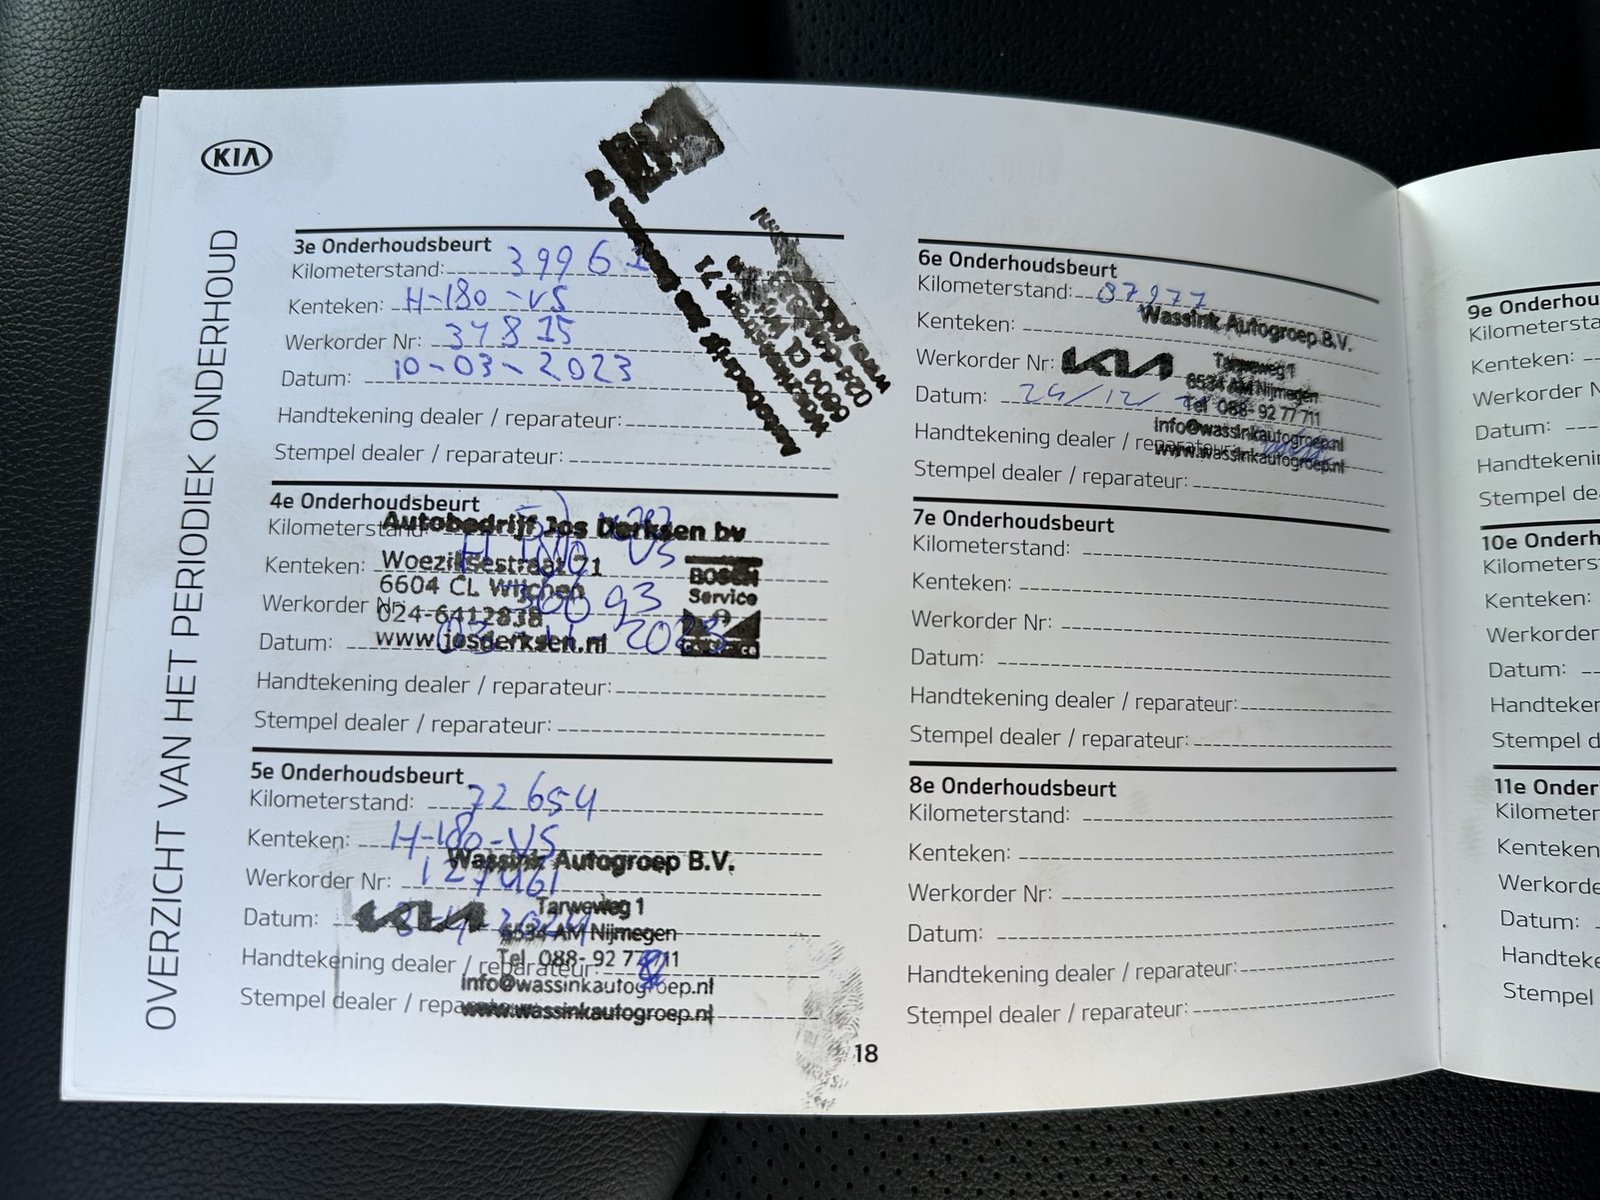 KIA
OVERZICHT VAN HET PERIODIEK ONDERHOUD
3e Onderhoudsbeurt
Kilometerstand: 39961
Kenteken: H-180-VS
Werkorder Nr: 37815
Datum: 10-03-2023
Handtekening dealer / reparateur:
Stempel dealer / reparateur:
4e Onderhoudsbeurt
Autobedrijf Jos Derksen bv
Kilometerstand:
Kenteken: H-180-VS
Woeziksestraat 71
BOSCH
Service
6604 CL Wijchen
Werkorder Nr:
024-6412838
Datum:
www.josderksen.nl
Handtekening dealer / reparateur:
Stempel dealer / reparateur:
5e Onderhoudsbeurt
Kilometerstand: 72654
Kenteken: H-180-VS
Wassink Autogroep B.V.
Werkorder Nr: 127461
KIA
Tarweweg 1
Datum:
6534 AM Nijmegen
Tel 088-92 77 711
Handtekening dealer / reparateur:
info@wassinkautogroep.nl
Stempel dealer / reparateur:
www.wassinkautogroep.nl
18
6e Onderhoudsbeurt
Kilometerstand: 87977
Wassink Autogroep B.V.
Kenteken:
Werkorder Nr:
KIA
Tarweweg 1
6534 AM Nijmegen
Datum:
Tel 088-92 77 711
info@wassinkautogroep.nl
Handtekening dealer / reparateur:
www.wassinkautogroep.nl
Stempel dealer / reparateur:
7e Onderhoudsbeurt
Kilometerstand:
Kenteken:
Werkorder Nr:
Datum:
Handtekening dealer / reparateur:
Stempel dealer / reparateur:
8e Onderhoudsbeurt
Kilometerstand:
Kenteken:
Werkorder Nr:
Datum:
Handtekening dealer / reparateur:
Stempel dealer / reparateur:
9e Onderhou
Kilometersta
Kenteken:
Werkorder N
Datum:
Handtekenin
Stempel de
10e Onderh
Kilometerst
Kenteken:
Werkorder
Datum:
Handteker
Stempel d
11e Onder
Kilometer
Kenteken
Werkorde
Datum:
Handteke
Stempel